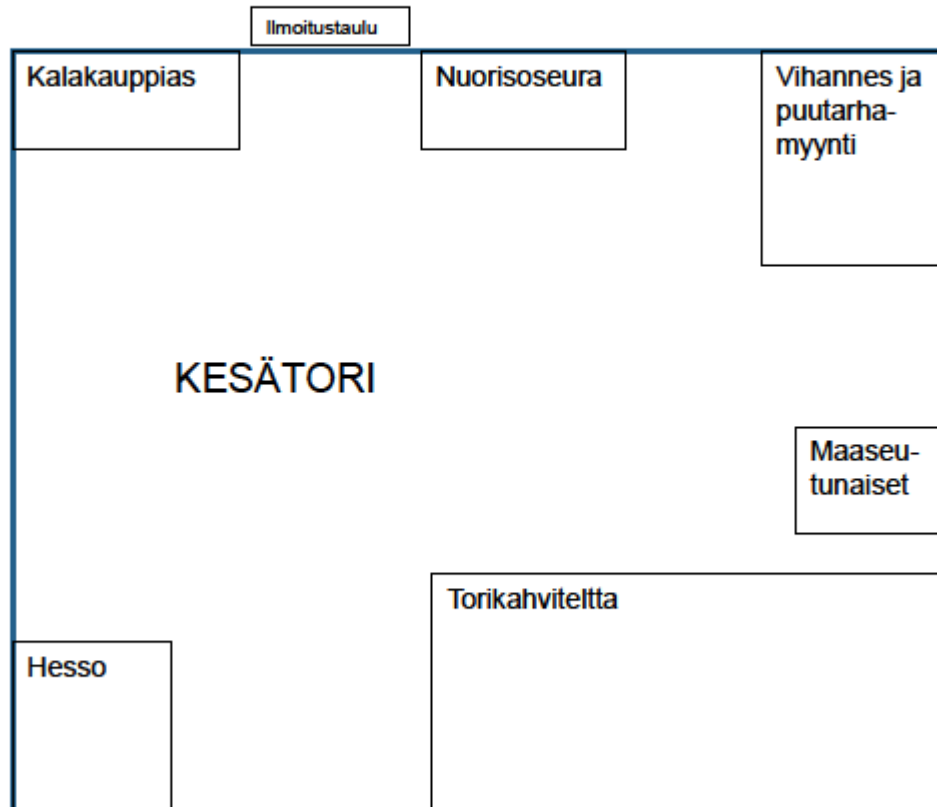 Ilmoitustaulu
Kalakauppias
Nuorisoseura
Vihannes ja
puutarha-
myynti
KESÄTORI
Maaseu-
tunaiset
Torikahviteltta
Hesso